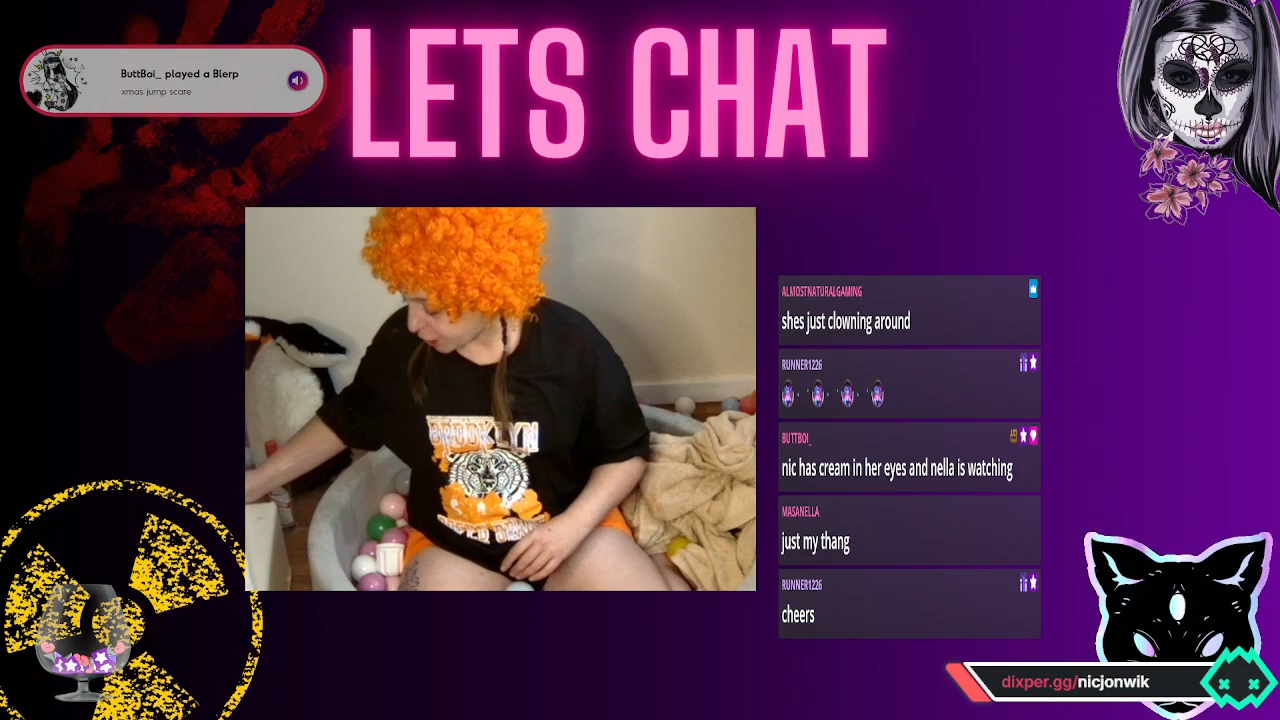 LETS CHAT
ButtBoi_ played a Blerp
xmas jump scare
ALMOSTNATURALGAMING
shes just clowning around
RUNNER1226
BUTTBOI_
nic has cream in her eyes and nella is watching
MASANELLA
just my thang
RUNNER1226
cheers
BROOKLYN
dixper.gg/nicjonwik